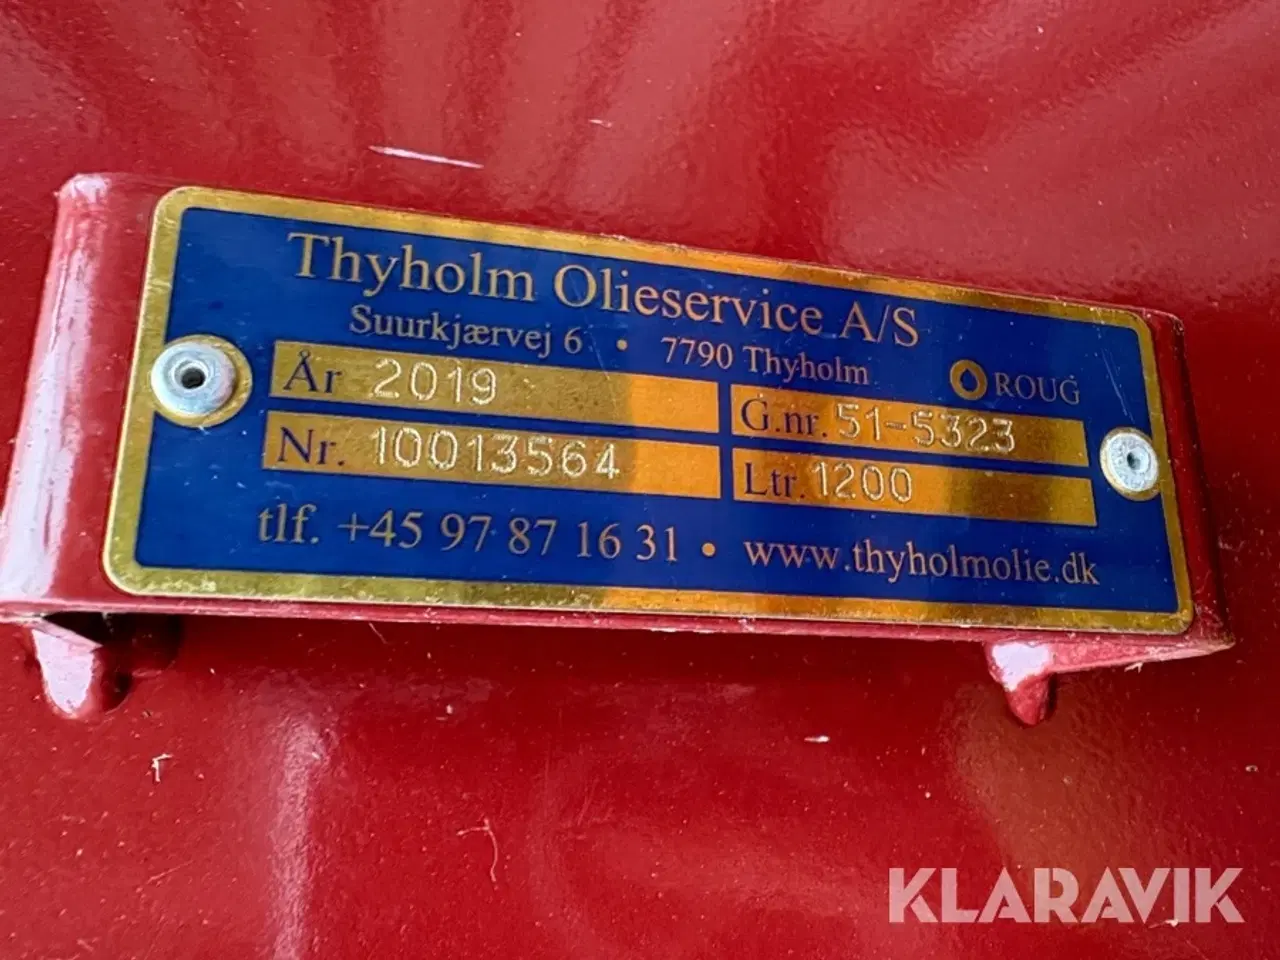 Thyholm Olieservice A/S
Suurkjærvej 6 • 7790 Thyholm
ROUG
År 2019
G.nr. 51-5323
Nr. 10013564
Ltr. 1200
tlf. +45 97 87 16 31 • www.thyholmolie.dk
KLARAVIK